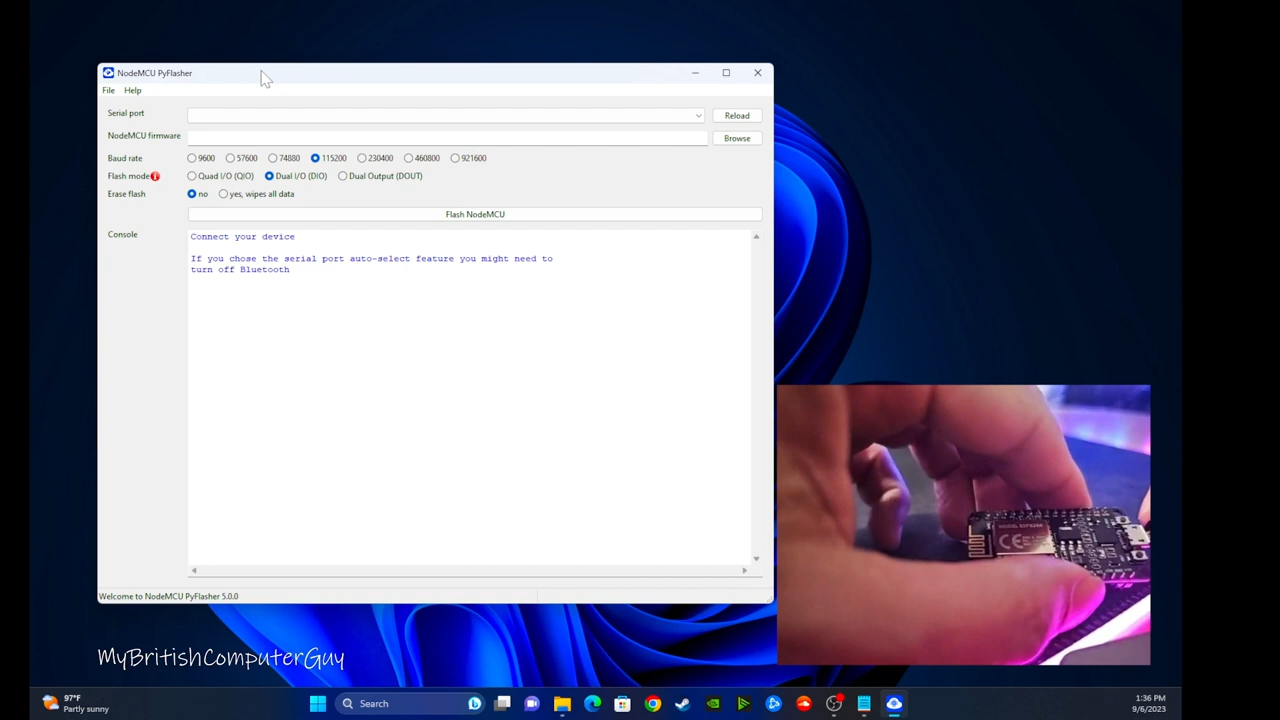 NodeMCU PyFlasher
File Help
Serial port
Reload
NodeMCU firmware
Browse
Baud rate 9600 57600 74880 115200 230400 460800 921600
Flash mode Quad I/O (QIO) Dual I/O (DIO) Dual Output (DOUT)
Erase flash no yes, wipes all data
Flash NodeMCU
Console
Connect your device
If you chose the serial port auto-select feature you might need to
turn off Bluetooth
Welcome to NodeMCU PyFlasher 5.0.0
MODEL ESP8266
CE
MyBritishComputerGuy
97°F
Partly sunny
Search
1:36 PM
9/6/2023